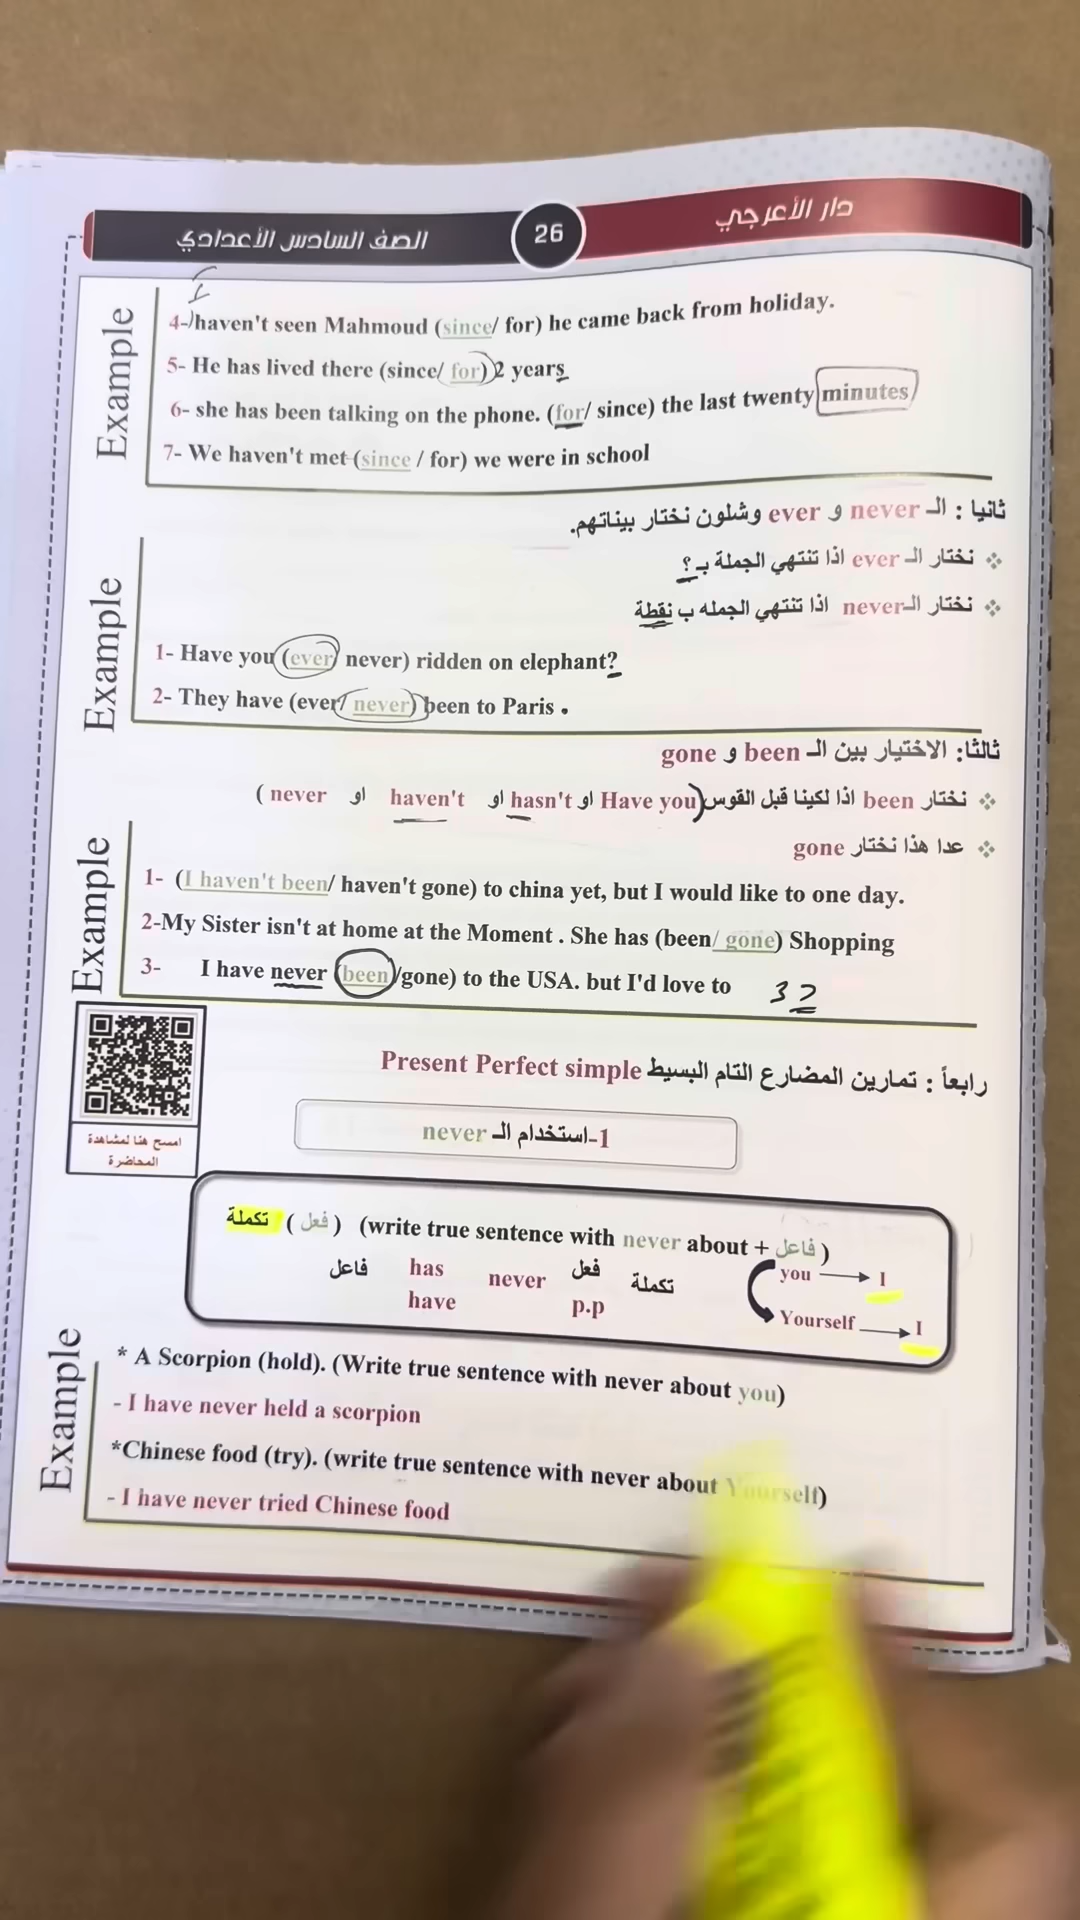 دار الأعرجي
26
الصف السادس الأعدادي
Example
I
4- haven't seen Mahmoud (since/ for) he came back from holiday.
5- He has lived there (since/ for) 2 years
6- she has been talking on the phone. (for/ since) the last twenty minutes
7- We haven't met (since / for) we were in school
ثانيا : الـ never و ever وشلون نختار بيناتهم.
نختار الـ ever اذا تنتهي الجملة بـ ؟
نختار الـnever اذا تنتهي الجمله ب نقطة
Example
1- Have you (ever/ never) ridden on elephant?
2- They have (ever/ never) been to Paris .
ثالثا: الاختيار بين الـ been و gone
نختار been اذا لكينا قبل القوس(Have you او hasn't او haven't او never )
عدا هذا نختار gone
Example
1- (I haven't been/ haven't gone) to china yet, but I would like to one day.
2-My Sister isn't at home at the Moment . She has (been/ gone) Shopping
3- I have never (been/gone) to the USA. but I'd love to
32
رابعاً : تمارين المضارع التام البسيط Present Perfect simple
امسح هنا لمشاهدة المحاضرة
1-استخدام الـ never
تكملة ( فعل ) (write true sentence with never about + فاعل )
فاعل has never فعل تكملة you → I
have p.p Yourself → I
Example
* A Scorpion (hold). (Write true sentence with never about you)
- I have never held a scorpion
*Chinese food (try). (write true sentence with never about Yourself)
- I have never tried Chinese food